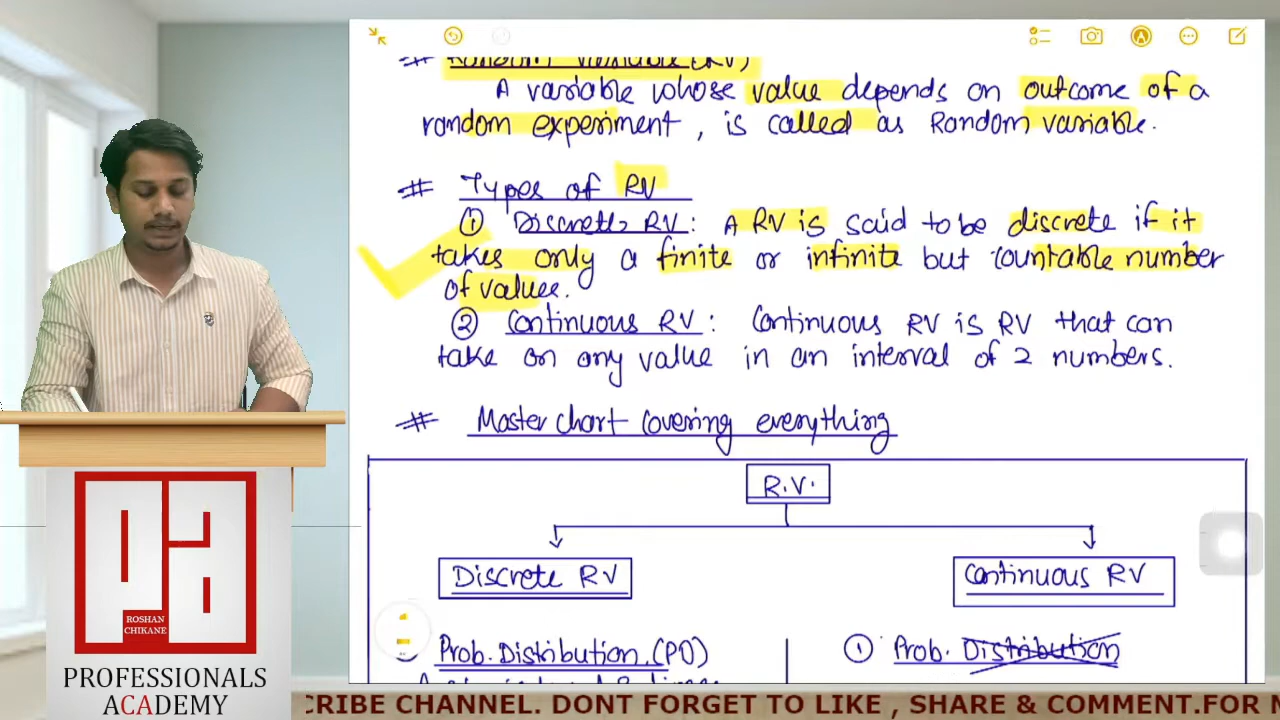 # Random Variable (RV)
A variable whose value depends on outcome of a
random experiment, is called as Random variable.
# Types of RV
① Discrete RV: A RV is said to be discrete if it
takes only a finite or infinite but countable number
of values.
② Continuous RV: Continuous RV is RV that can
take on any value in an interval of 2 numbers.
# Master chart covering everything
R.V.
Discrete RV
Continuous RV
Prob. Distribution (PD)
① Prob. Distribution
ROSHAN
CHIKANE
PROFESSIONALS
ACADEMY
CRIBE CHANNEL. DONT FORGET TO LIKE , SHARE & COMMENT.FOR